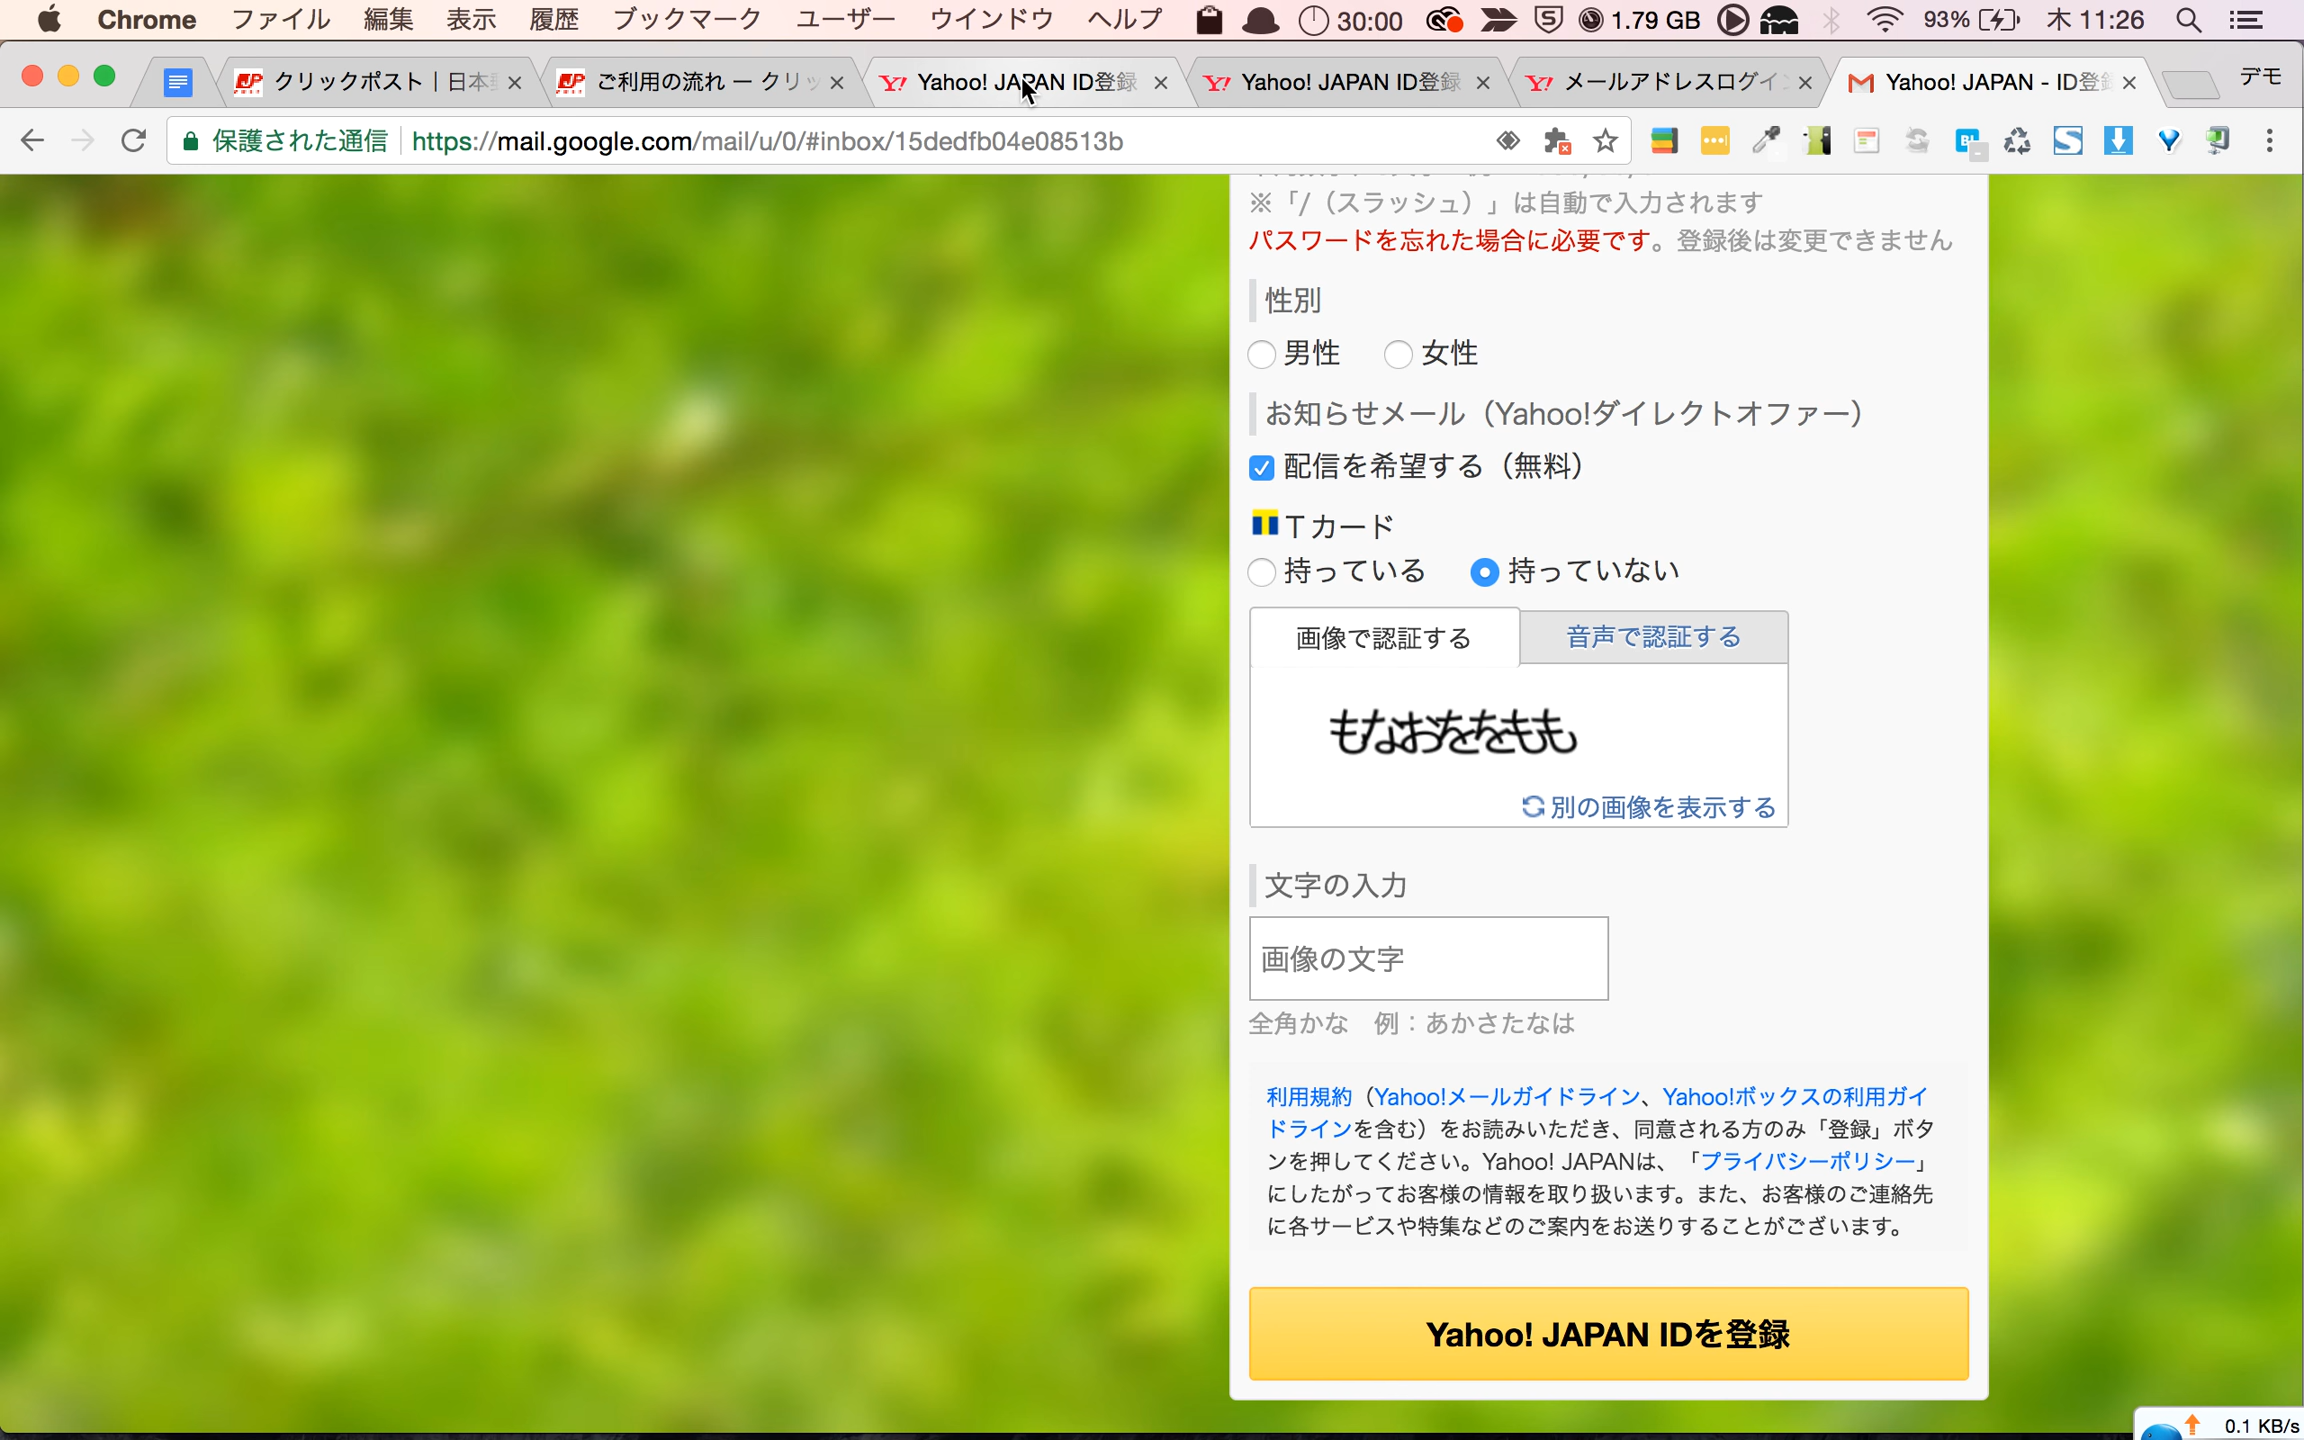 Chrome ファイル 編集 表示 履歴 ブックマーク ユーザー ウインドウ ヘルプ 30:00 1.79 GB 93% 木 11:26
クリックポスト | 日本 ご利用の流れ ー クリッ Yahoo! JAPAN ID登録 Yahoo! JAPAN ID登録 メールアドレスログイン Yahoo! JAPAN - ID登 デモ
保護された通信 https://mail.google.com/mail/u/0/#inbox/15dedfb04e08513b
※「/（スラッシュ）」は自動で入力されます
パスワードを忘れた場合に必要です。登録後は変更できません
性別
男性 女性
お知らせメール（Yahoo!ダイレクトオファー）
配信を希望する（無料）
Tカード
持っている 持っていない
画像で認証する 音声で認証する
もなおををもも
別の画像を表示する
文字の入力
画像の文字
全角かな 例：あかさたなは
利用規約（Yahoo!メールガイドライン、Yahoo!ボックスの利用ガイ
ドラインを含む）をお読みいただき、同意される方のみ「登録」ボタ
ンを押してください。Yahoo! JAPANは、「プライバシーポリシー」
にしたがってお客様の情報を取り扱います。また、お客様のご連絡先
に各サービスや特集などのご案内をお送りすることがございます。
Yahoo! JAPAN IDを登録
0.1 KB/s